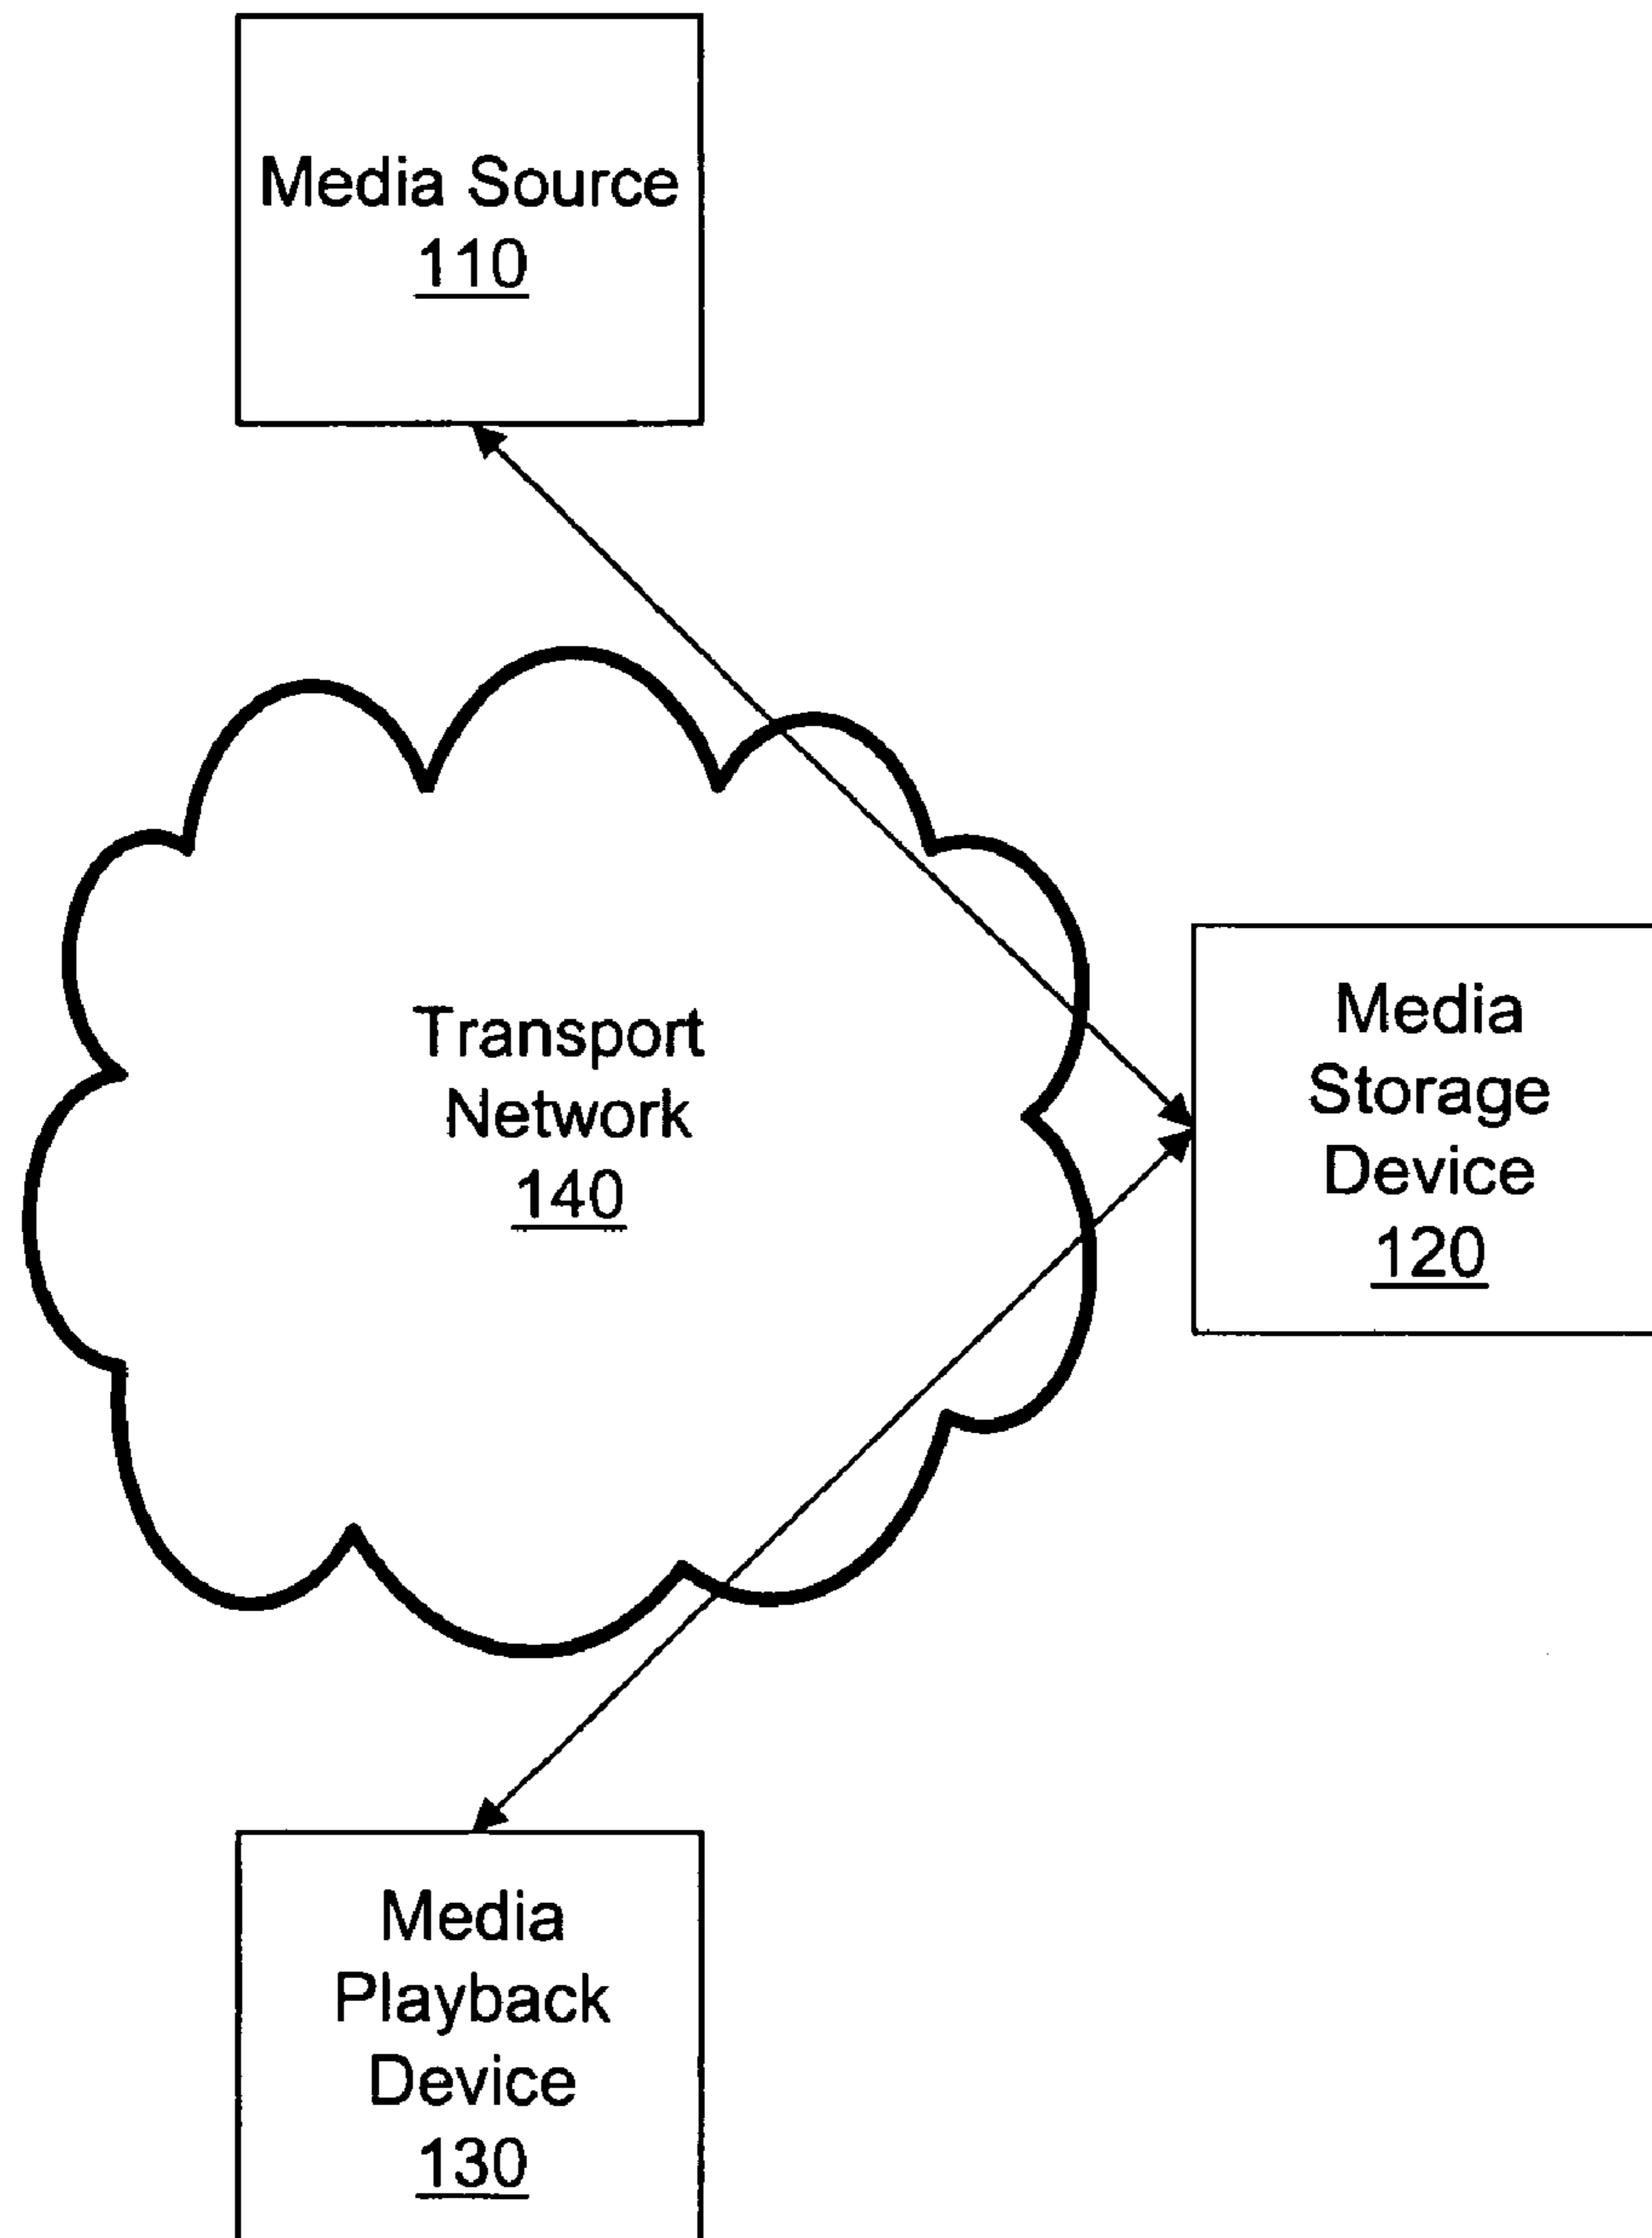 Media Source
110
Transport
Network
140
Media
Storage
Device
120
Media
Playback
Device
130